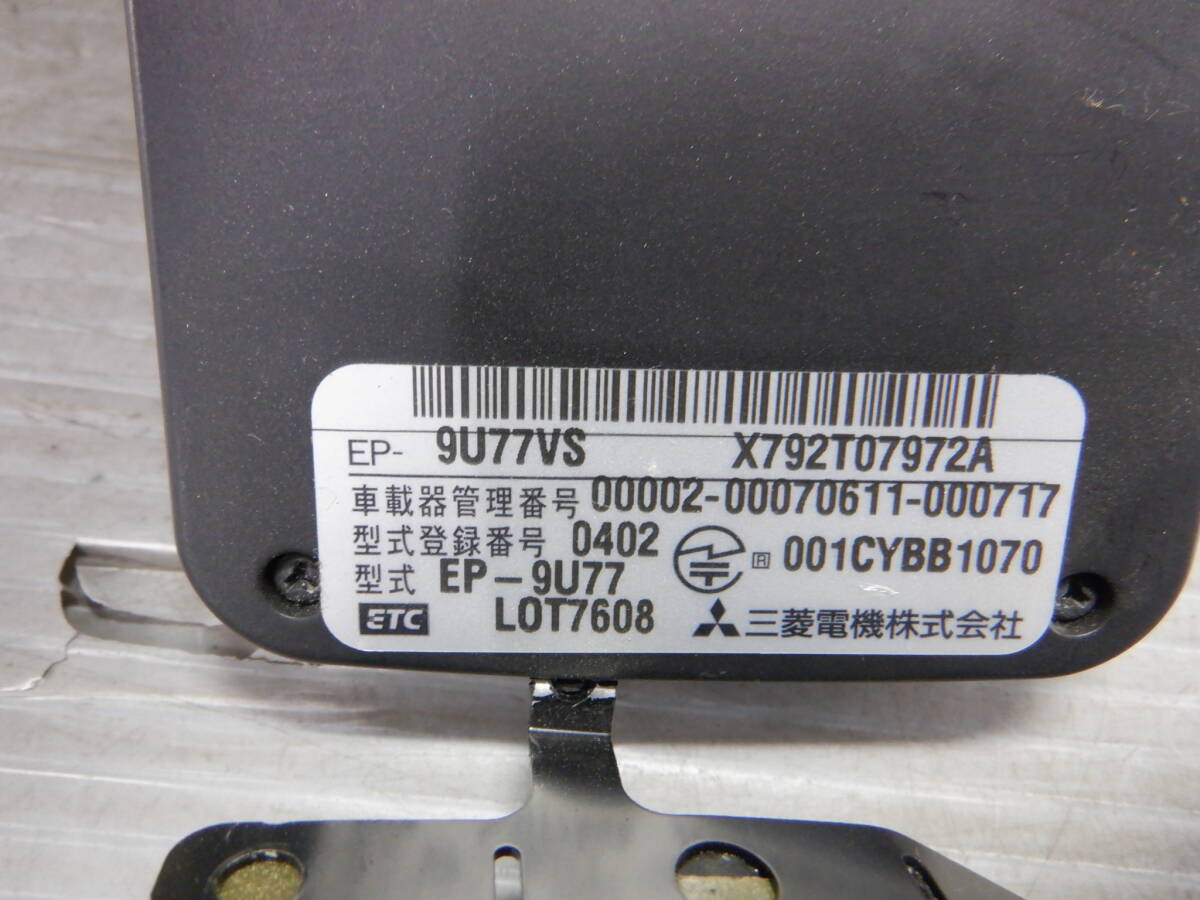 EP- 9U77VS X792T07972A
車載器管理番号 00002-00070611-000717
型式登録番号 0402 R 001CYBB1070
型式 EP-9U77
ETC LOT7608 三菱電機株式会社